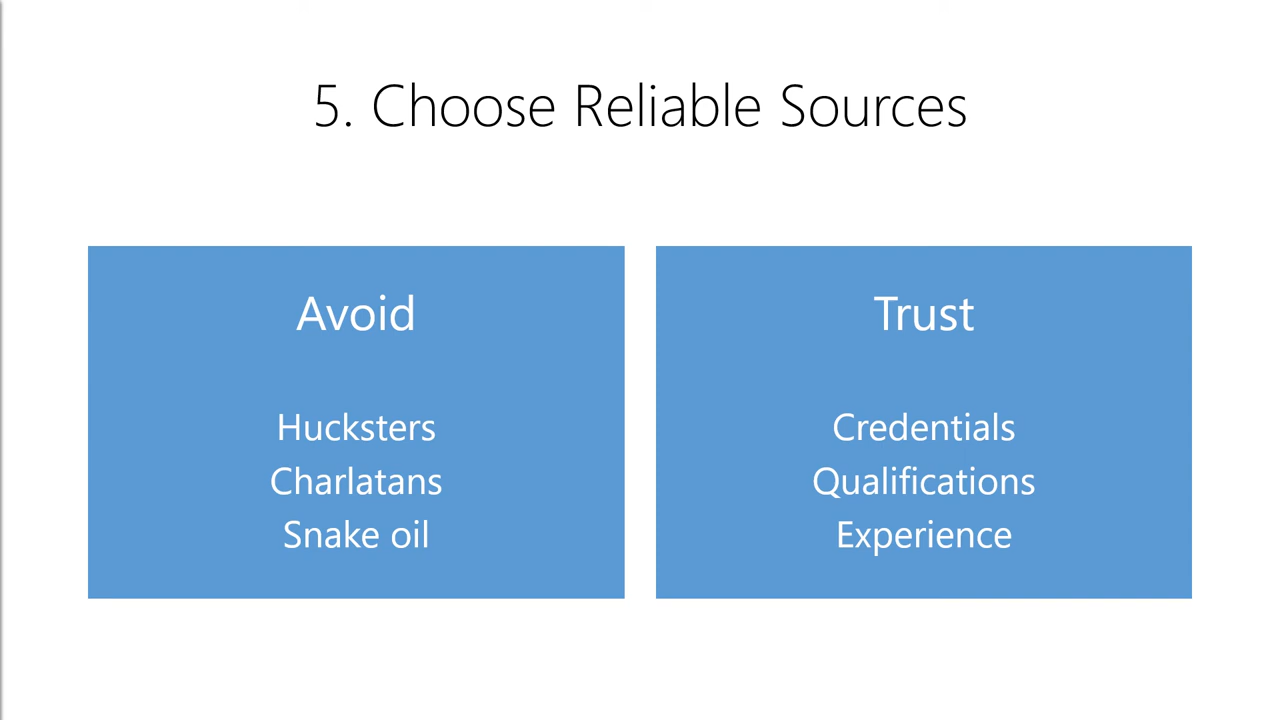 5. Choose Reliable Sources
Avoid
Hucksters
Charlatans
Snake oil
Trust
Credentials
Qualifications
Experience